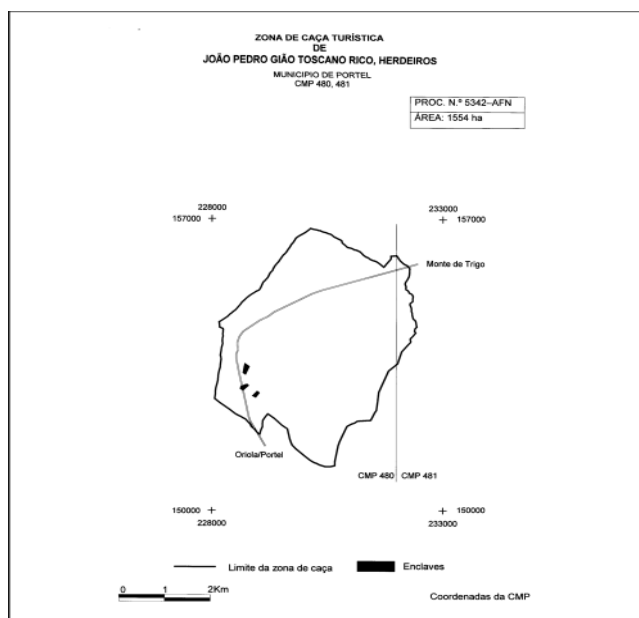 ZONA DE CAÇA TURÍSTICA
DE
JOÃO PEDRO GIÃO TOSCANO RICO, HERDEIROS
MUNICIPIO DE PORTEL
CMP 480, 481
PROC. N.º 5342–AFN
ÁREA: 1554 ha
228000
157000
233000
157000
Monte de Trigo
Oriola/Portel
CMP 480
CMP 481
150000
228000
150000
233000
Limite da zona de caça
Enclaves
0 1 2Km
Coordenadas da CMP